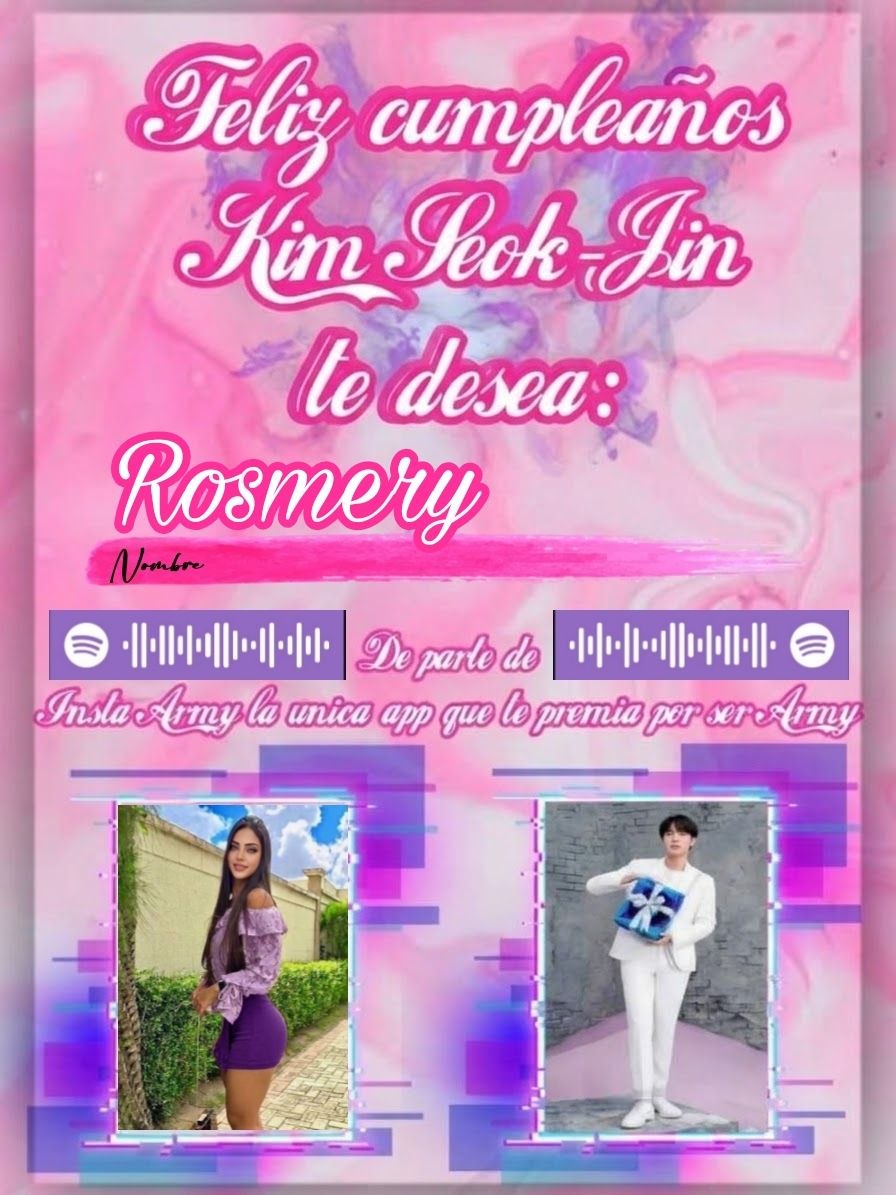 Feliz cumpleaños
Kim Seok-Jin
te desea:
Rosmery
Nombre
De parte de
Insta Army la unica app que te premia por ser Army